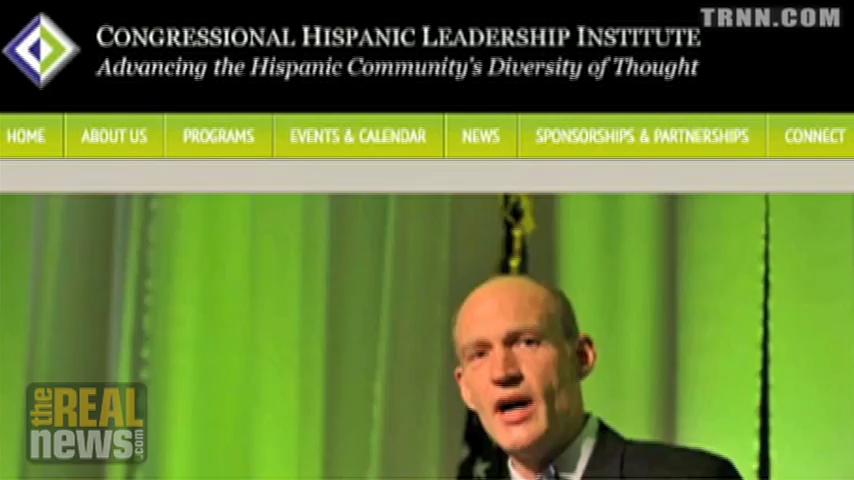 TRNN.COM
CONGRESSIONAL HISPANIC LEADERSHIP INSTITUTE
Advancing the Hispanic Community's Diversity of Thought
HOME ABOUT US PROGRAMS EVENTS & CALENDAR NEWS SPONSORSHIPS & PARTNERSHIPS CONNECT
the REAL news.com